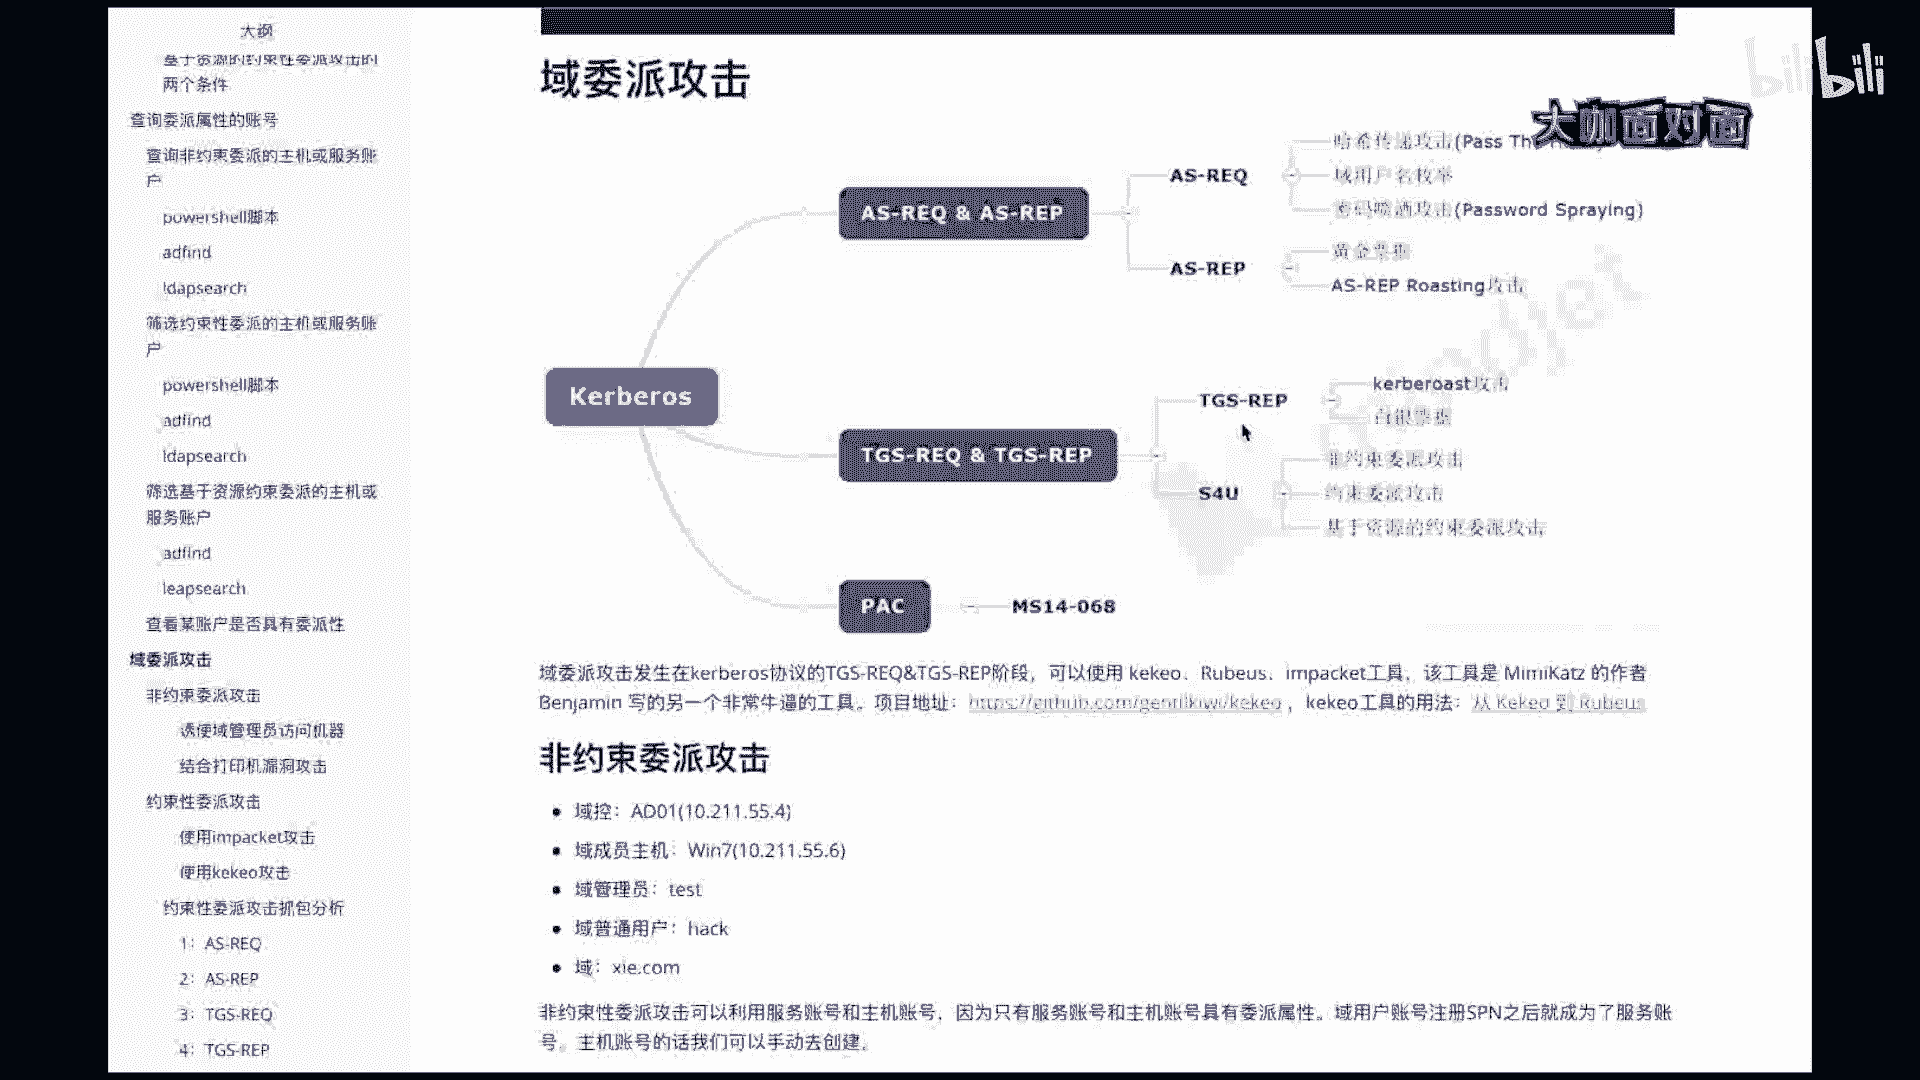 大纲
基于资源的约束性委派攻击的
两个条件
查询委派属性的账号
查询非约束委派的主机或服务账
户
powershell脚本
adfind
ldapsearch
筛选约束性委派的主机或服务账
户
powershell脚本
adfind
ldapsearch
筛选基于资源约束委派的主机或
服务账户
adfind
leapsearch
查看某账户是否具有委派性
域委派攻击
非约束委派攻击
诱使域管理员访问机器
结合打印机漏洞攻击
约束性委派攻击
使用impacket攻击
使用kekeo攻击
约束性委派攻击抓包分析
1：AS-REQ
2：AS-REP
3：TGS-REQ
4：TGS-REP
域委派攻击
bilibili
大咖面对面
哈希传递攻击(Pass The
AS-REQ
域用户名枚举
AS-REQ & AS-REP
密码喷洒攻击(Password Spraying)
黄金票据
AS-REP
AS-REP Roasting攻击
Kerberos
kerberoast攻击
TGS-REP
白银票据
TGS-REQ & TGS-REP
非约束委派攻击
S4U
约束委派攻击
基于资源的约束委派攻击
PAC
MS14-068
域委派攻击发生在kerberos协议的TGS-REQ&TGS-REP阶段，可以使用 kekeo、Rubeus、impacket工具，该工具是 MimiKatz 的作者
Benjamin 写的另一个非常牛逼的工具。项目地址：https://github.com/gentilkiwi/kekeo ，kekeo工具的用法：从 Kekeo 到 Rubeus
非约束委派攻击
域控：AD01(10.211.55.4)
域成员主机：Win7(10.211.55.6)
域管理员：test
域普通用户：hack
域：xie.com
非约束性委派攻击可以利用服务账号和主机账号，因为只有服务账号和主机账号具有委派属性。域用户账号注册SPN之后就成为了服务账
号。主机账号的话我们可以手动去创建。